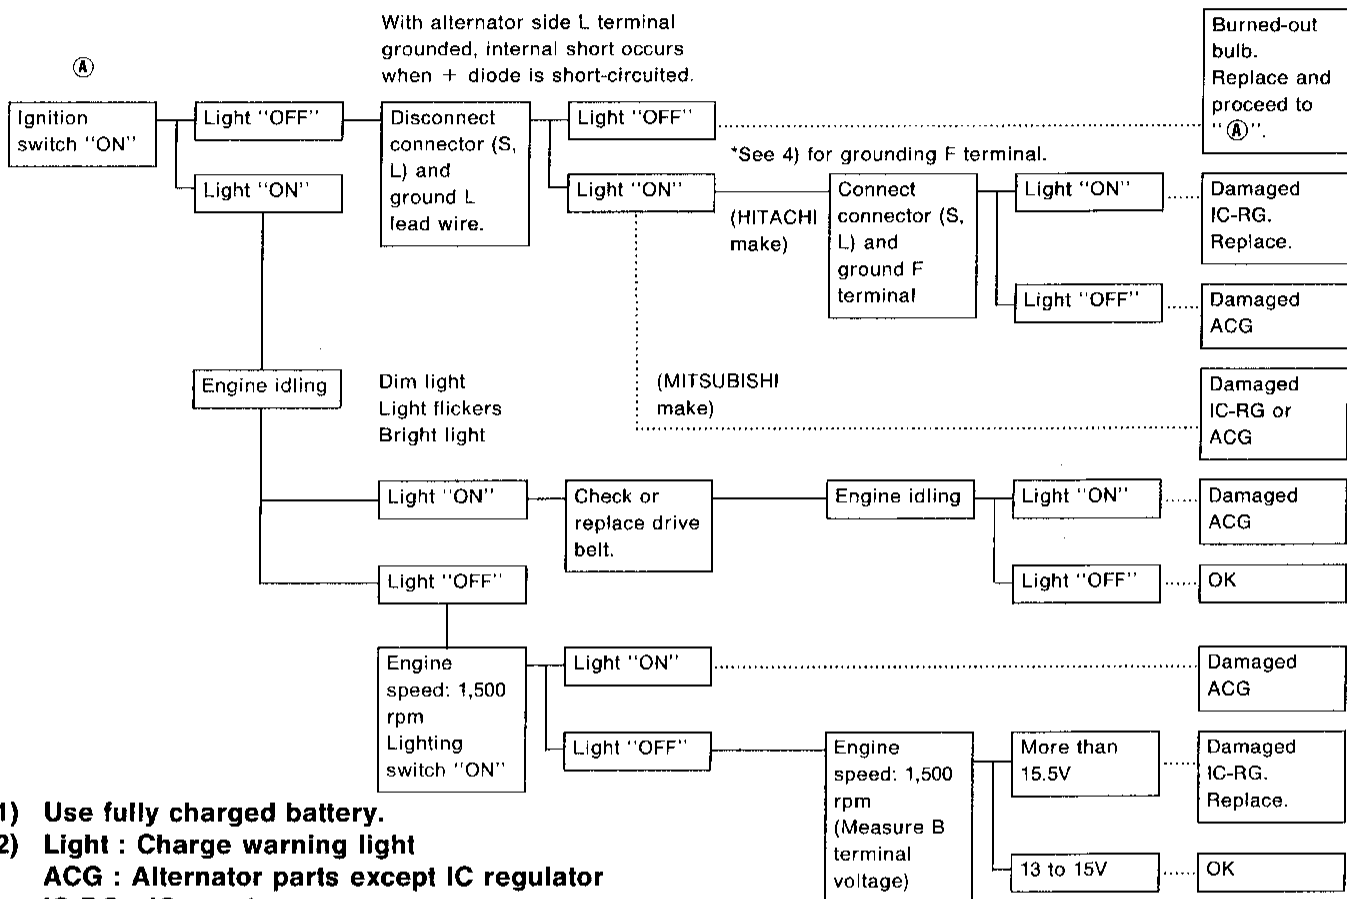 With alternator side L terminal
grounded, internal short occurs
when + diode is short-circuited.
Ⓐ
Ignition
switch "ON"
Light "OFF"
Light "ON"
Disconnect
connector (S,
L) and
ground L
lead wire.
Light "OFF"
Burned-out
bulb.
Replace and
proceed to
"Ⓐ".
*See 4) for grounding F terminal.
Light "ON"
(HITACHI
make)
Connect
connector (S,
L) and
ground F
terminal
Light "ON"
Damaged
IC-RG.
Replace.
Light "OFF"
Damaged
ACG
(MITSUBISHI
make)
Damaged
IC-RG or
ACG
Engine idling
Dim light
Light flickers
Bright light
Light "ON"
Check or
replace drive
belt.
Engine idling
Light "ON"
Damaged
ACG
Light "OFF"
OK
Light "OFF"
Engine
speed: 1,500
rpm
Lighting
switch "ON"
Light "ON"
Damaged
ACG
Light "OFF"
Engine
speed: 1,500
rpm
(Measure B
terminal
voltage)
More than
15.5V
Damaged
IC-RG.
Replace.
13 to 15V
OK
1) Use fully charged battery.
2) Light : Charge warning light
ACG : Alternator parts except IC regulator